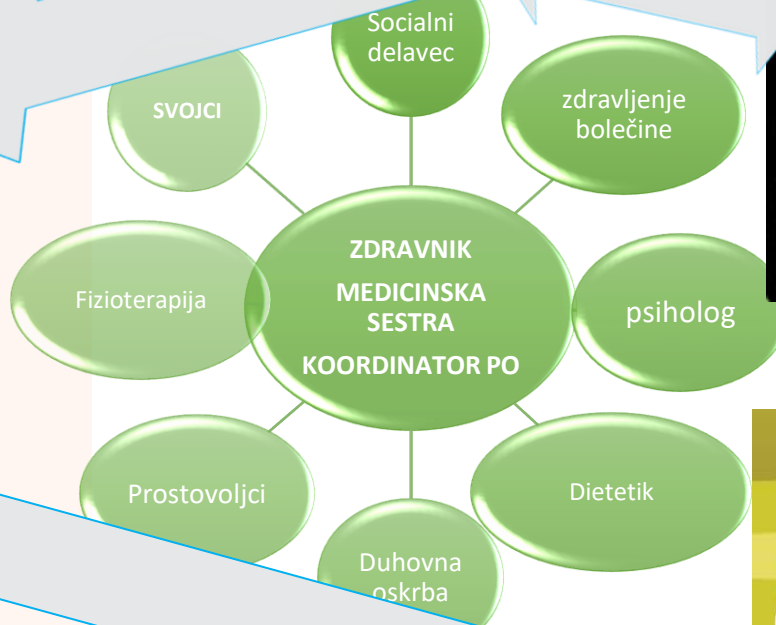 Socialni
delavec
SVOJCI
zdravljenje
bolečine
ZDRAVNIK
MEDICINSKA
SESTRA
KOORDINATOR PO
Fizioterapija
psiholog
Prostovoljci
Dietetik
Duhovna
oskrba